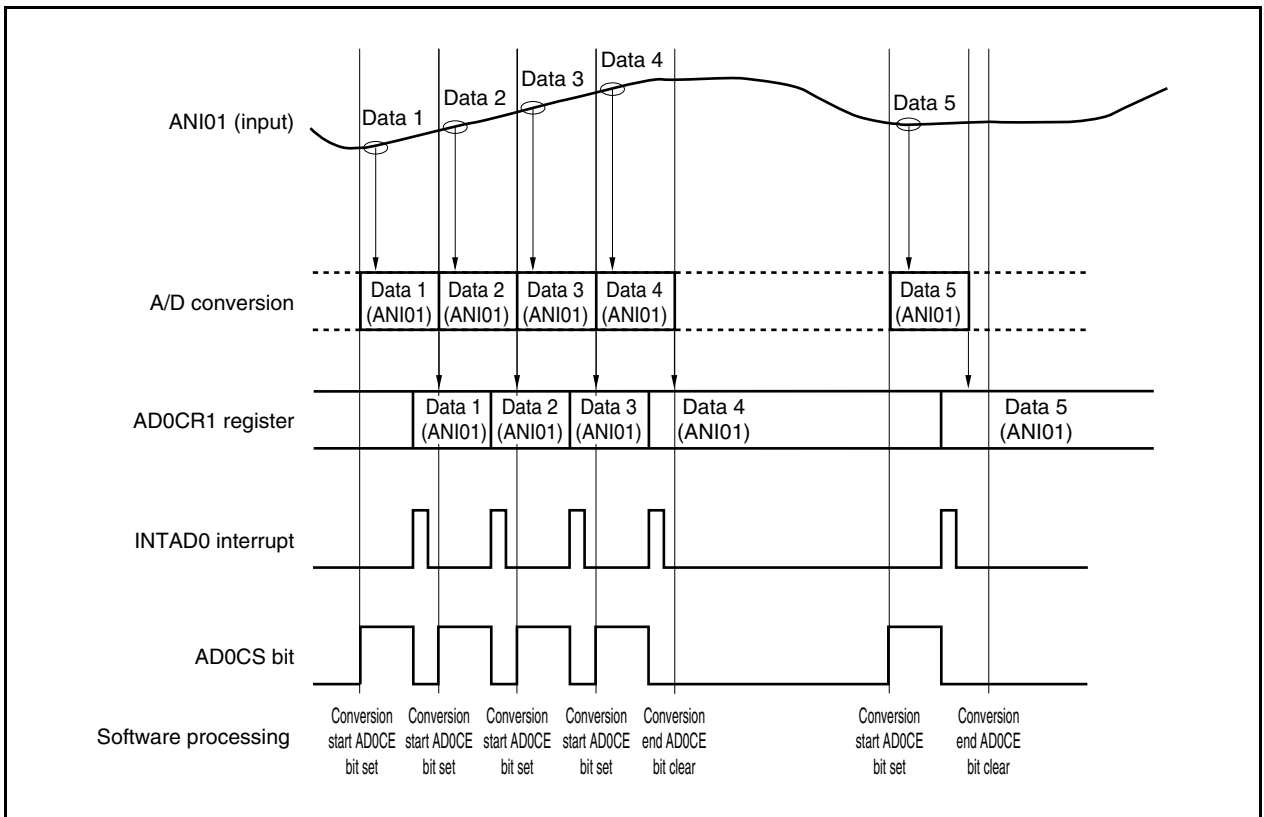 Data 4
Data 3
Data 2
Data 1
Data 5
ANI01 (input)
A/D conversion
Data 1 Data 2 Data 3 Data 4 Data 5
(ANI01) (ANI01) (ANI01) (ANI01) (ANI01)
AD0CR1 register
Data 1 Data 2 Data 3 Data 4 Data 5
(ANI01) (ANI01) (ANI01) (ANI01) (ANI01)
INTAD0 interrupt
AD0CS bit
Software processing
Conversion
start AD0CE
bit set
Conversion
start AD0CE
bit set
Conversion
start AD0CE
bit set
Conversion
start AD0CE
bit set
Conversion
end AD0CE
bit clear
Conversion
start AD0CE
bit set
Conversion
end AD0CE
bit clear